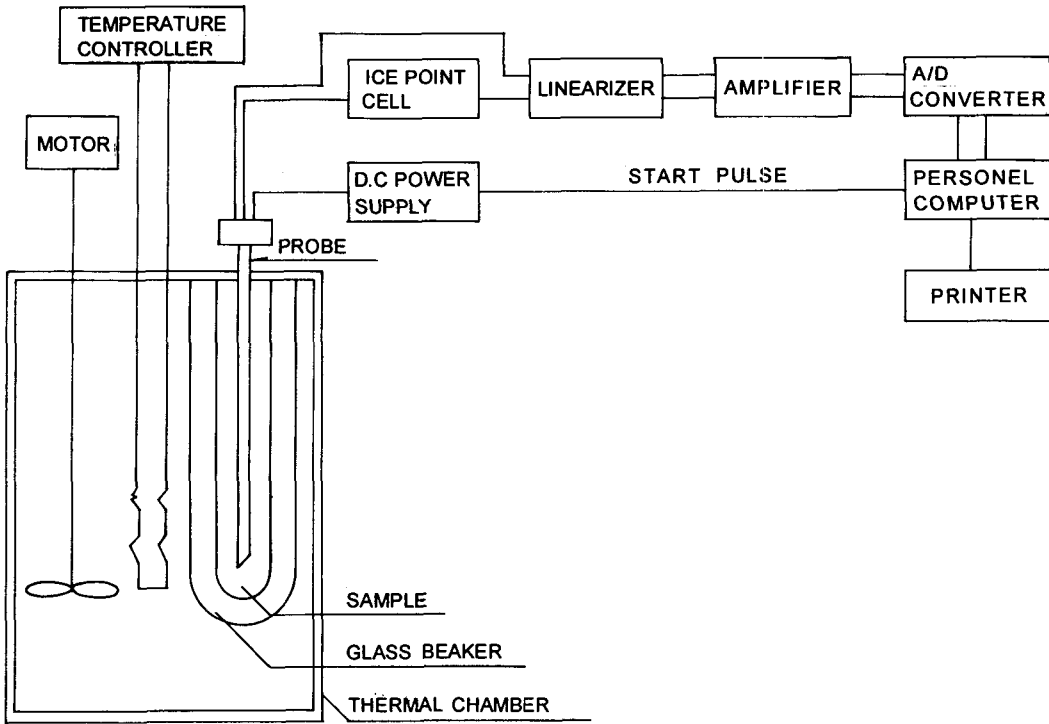 TEMPERATURE
CONTROLLER
MOTOR
ICE POINT
CELL
LINEARIZER
AMPLIFIER
A/D
CONVERTER
D.C POWER
SUPPLY
START PULSE
PERSONEL
COMPUTER
PROBE
PRINTER
SAMPLE
GLASS BEAKER
THERMAL CHAMBER